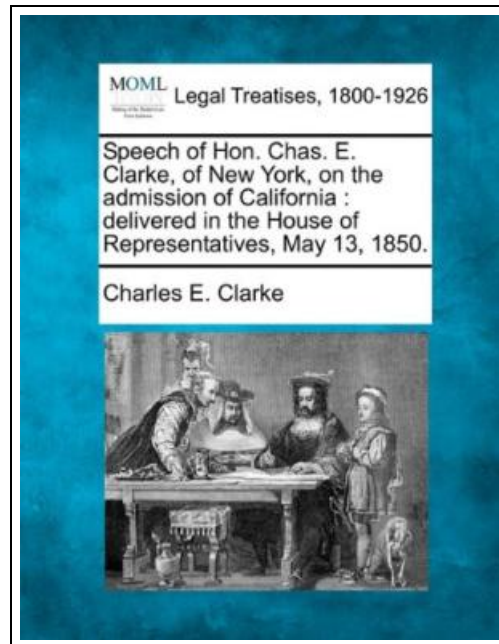 MOML
Legal Treatises, 1800-1926
Speech of Hon. Chas. E.
Clarke, of New York, on the
admission of California :
delivered in the House of
Representatives, May 13, 1850.
Charles E. Clarke